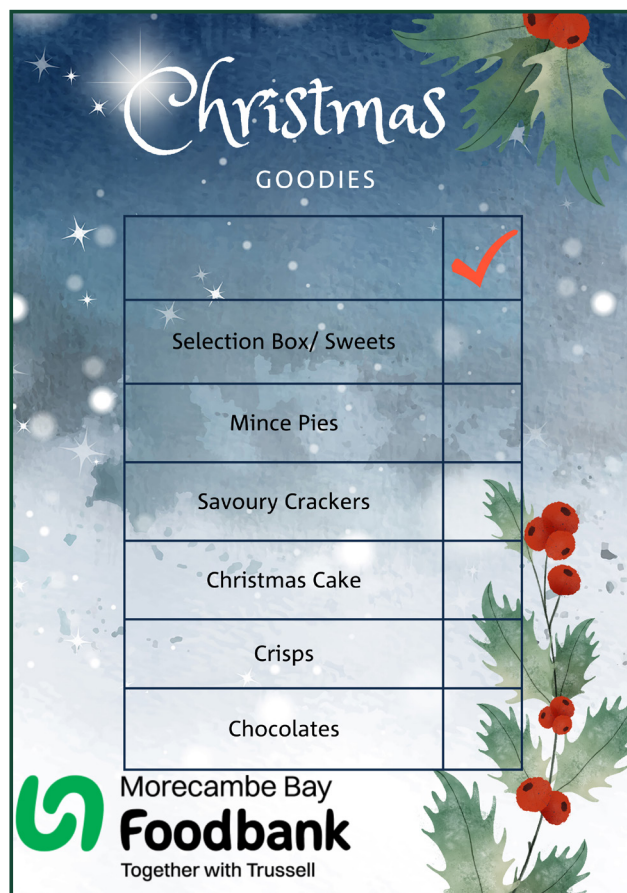 Christmas
GOODIES
Selection Box/ Sweets
Mince Pies
Savoury Crackers
Christmas Cake
Crisps
Chocolates
Morecambe Bay
Foodbank
Together with Trussell